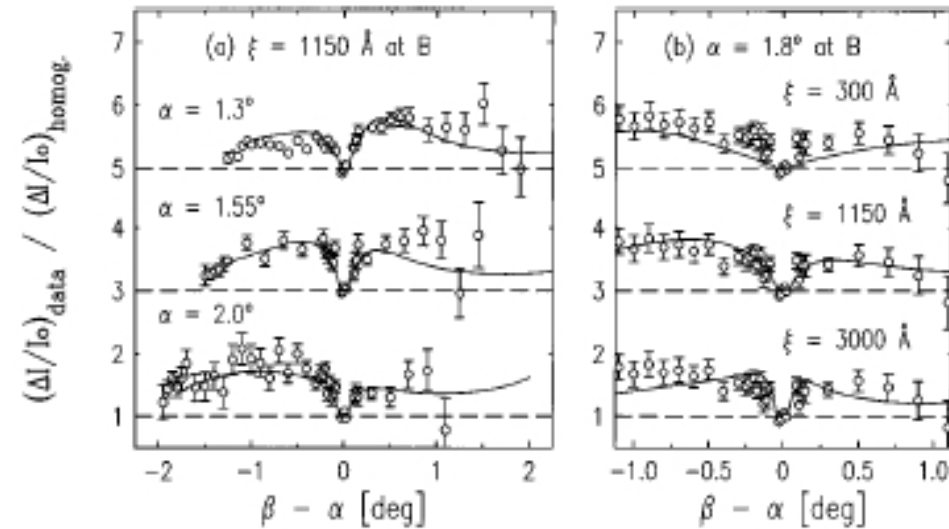 (ΔI/Io)data / (ΔI/Io)homog.
(a) ξ = 1150 Å at B
α = 1.3°
α = 1.55°
α = 2.0°
7
6
5
4
3
2
1
−2
−1
0
1
2
β − α [deg]
(b) α = 1.8° at B
ξ = 300 Å
ξ = 1150 Å
ξ = 3000 Å
7
6
5
4
3
2
1
−1.0
−0.5
0
0.5
1.0
β − α [deg]